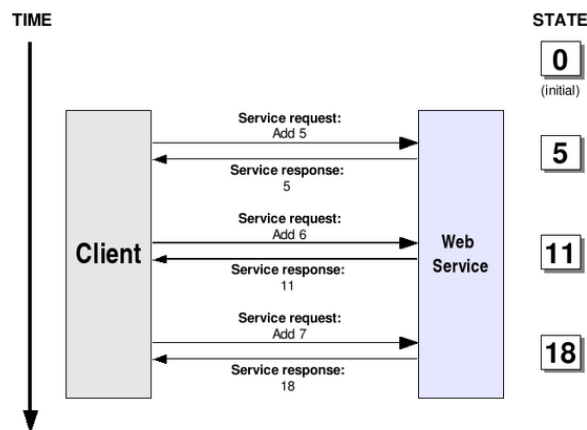 TIME
STATE
0
(initial)
Service request:
Add 5
5
Service response:
5
Service request:
Add 6
Client
Web
Service
11
Service response:
11
Service request:
Add 7
18
Service response:
18